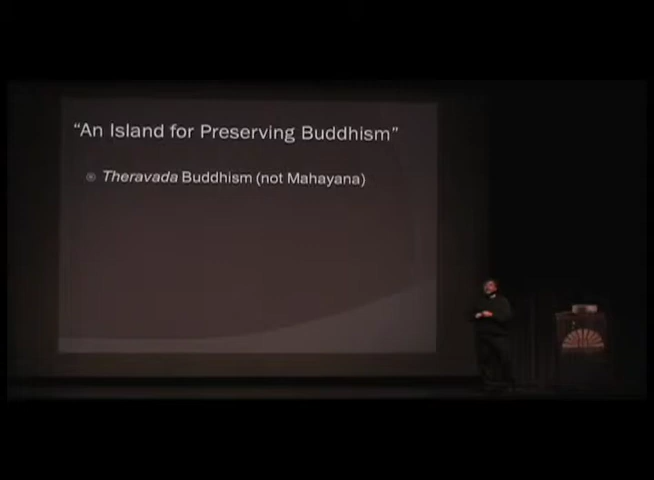 “An Island for Preserving Buddhism”
Theravada Buddhism (not Mahayana)